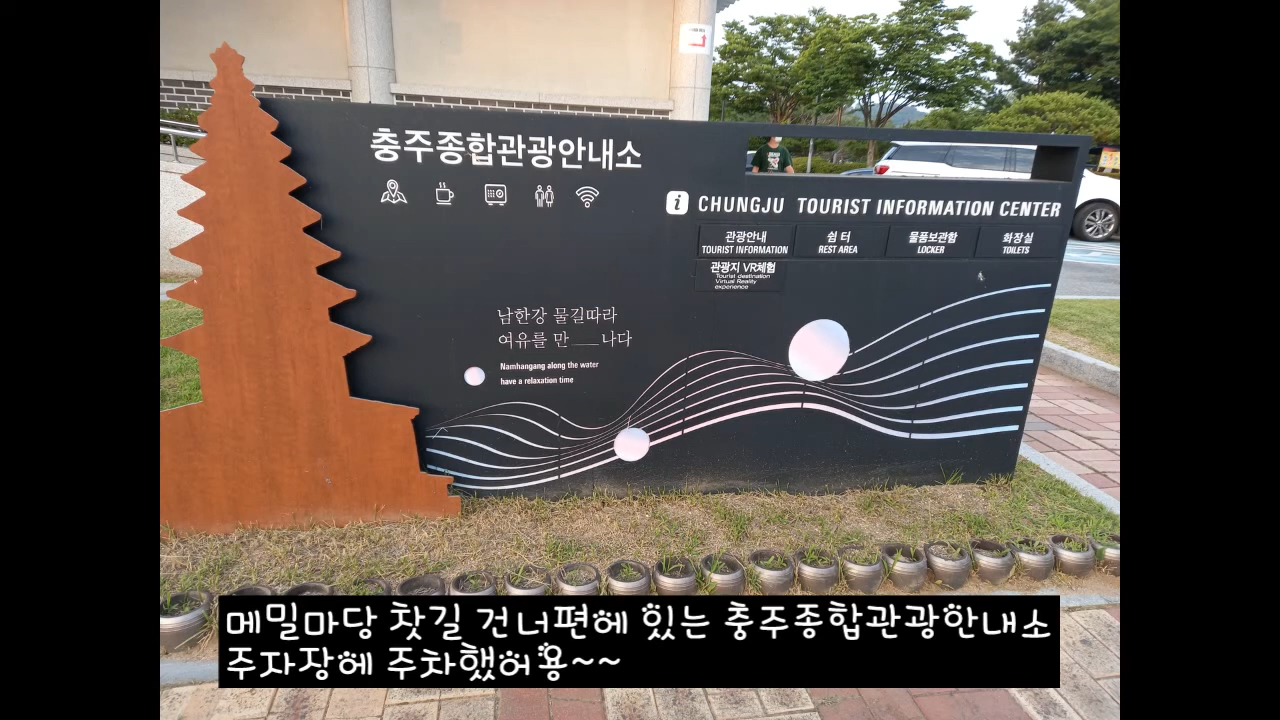 충주종합관광안내소
i CHUNGJU TOURIST INFORMATION CENTER
관광안내
TOURIST INFORMATION
쉼 터
REST AREA
물품보관함
LOCKER
화장실
TOILETS
관광지 VR체험
Tourist destination
Virtual Reality
experience
남한강 물길따라
여유를 만___나다
Namhangang along the water
have a relaxation time
메밀마당 찻길 건너편에 있는 충주종합관광안내소
주자장에 주차했어용~~